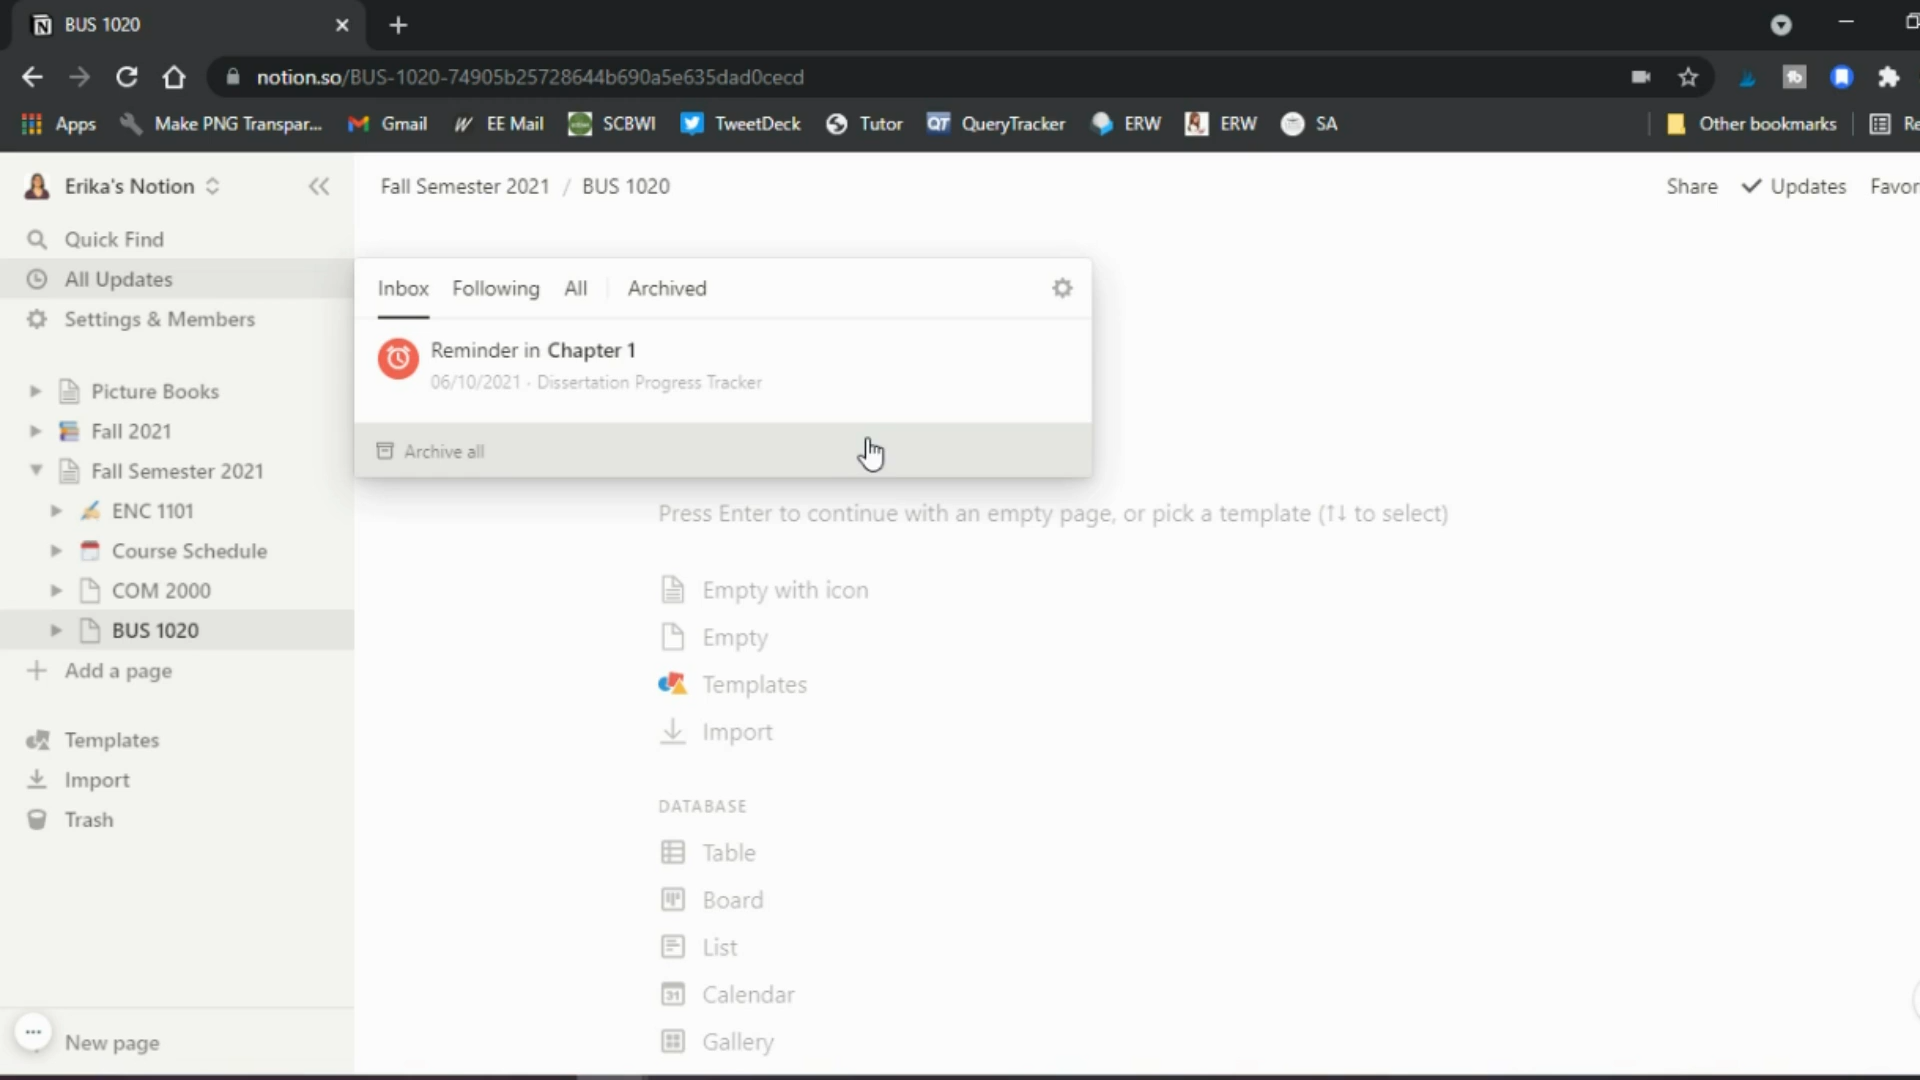 BUS 1020
notion.so/BUS-1020-74905b25728644b690a5e635dad0cecd
Apps Make PNG Transpar... Gmail EE Mail SCBWI TweetDeck Tutor QT QueryTracker ERW ERW SA Other bookmarks
Erika's Notion
Fall Semester 2021 / BUS 1020
Share Updates
Quick Find
All Updates
Settings & Members
Inbox Following All Archived
Reminder in Chapter 1
06/10/2021 · Dissertation Progress Tracker
Archive all
Picture Books
Fall 2021
Fall Semester 2021
ENC 1101
Course Schedule
COM 2000
BUS 1020
Add a page
Templates
Import
Trash
New page
Press Enter to continue with an empty page, or pick a template (↑↓ to select)
Empty with icon
Empty
Templates
Import
DATABASE
Table
Board
List
31 Calendar
Gallery